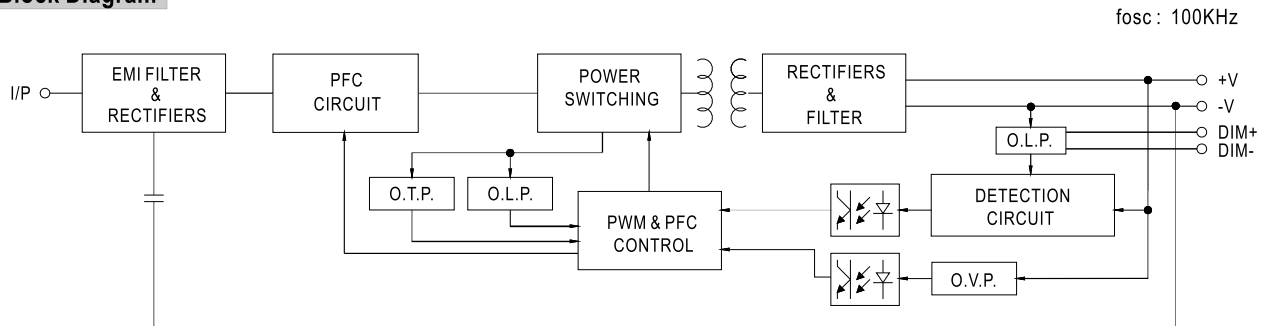 Block Diagram
fosc : 100KHz
I/P
EMI FILTER
&
RECTIFIERS
PFC
CIRCUIT
POWER
SWITCHING
RECTIFIERS
&
FILTER
+V
-V
DIM+
DIM-
O.L.P.
O.T.P.
O.L.P.
PWM & PFC
CONTROL
DETECTION
CIRCUIT
O.V.P.